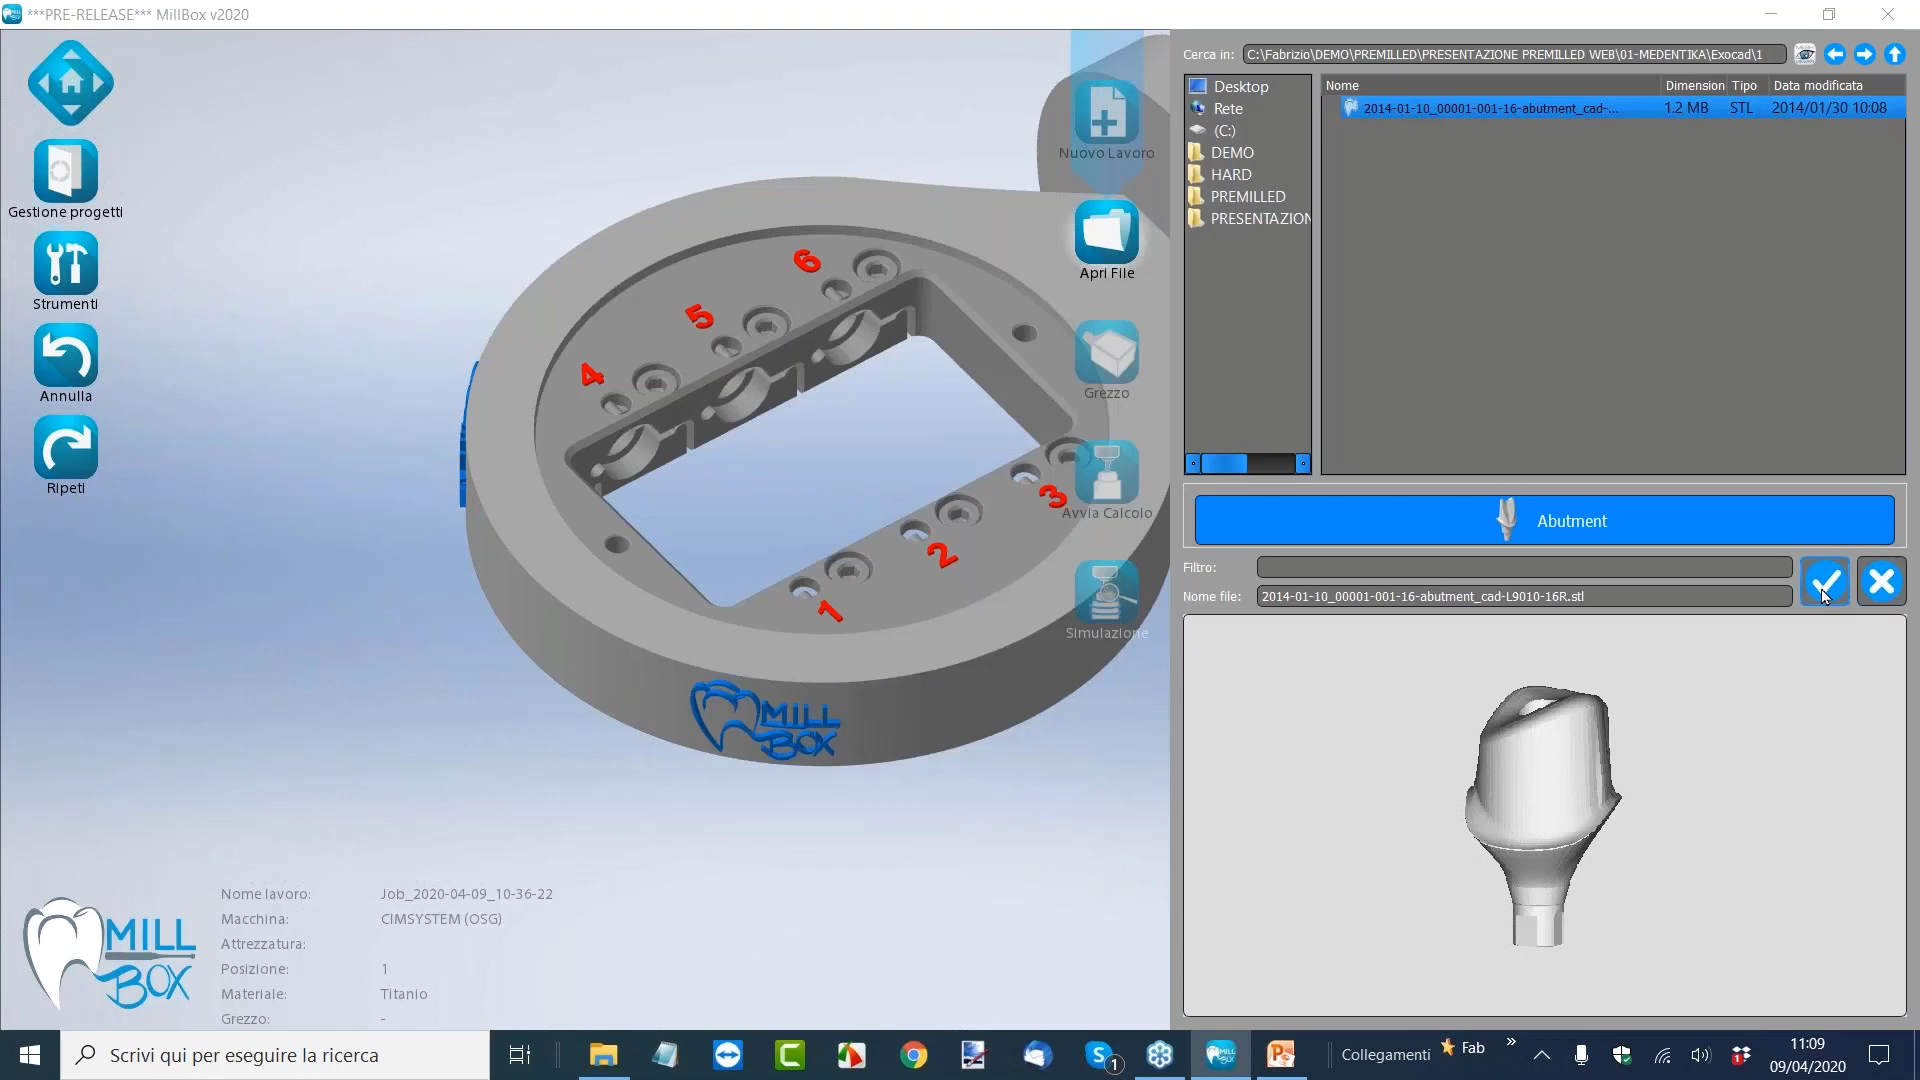 ***PRE-RELEASE*** MillBox v2020
Gestione progetti
Strumenti
Annulla
Ripeti
6
5
4
3
2
1
MILL
BOX
Nuovo Lavoro
Apri File
Grezzo
Avvia Calcolo
Simulazione
Cerca in: C:\Fabrizio\DEMO\PREMILLED\PRESENTAZIONE PREMILLED WEB\01-MEDENTIKA\Exocad\1
Desktop
Rete
(C:)
DEMO
HARD
PREMILLED
PRESENTAZION
Nome Dimension Tipo Data modificata
2014-01-10_00001-001-16-abutment_cad-... 1.2 MB STL 2014/01/30 10:08
Abutment
Filtro:
Nome file: 2014-01-10_00001-001-16-abutment_cad-L9010-16R.stl
MILL
BOX
Nome lavoro: Job_2020-04-09_10-36-22
Macchina: CIMSYSTEM (OSG)
Attrezzatura:
Posizione: 1
Materiale: Titanio
Grezzo: -
Scrivi qui per eseguire la ricerca
1
Collegamenti
Fab
11:09
09/04/2020